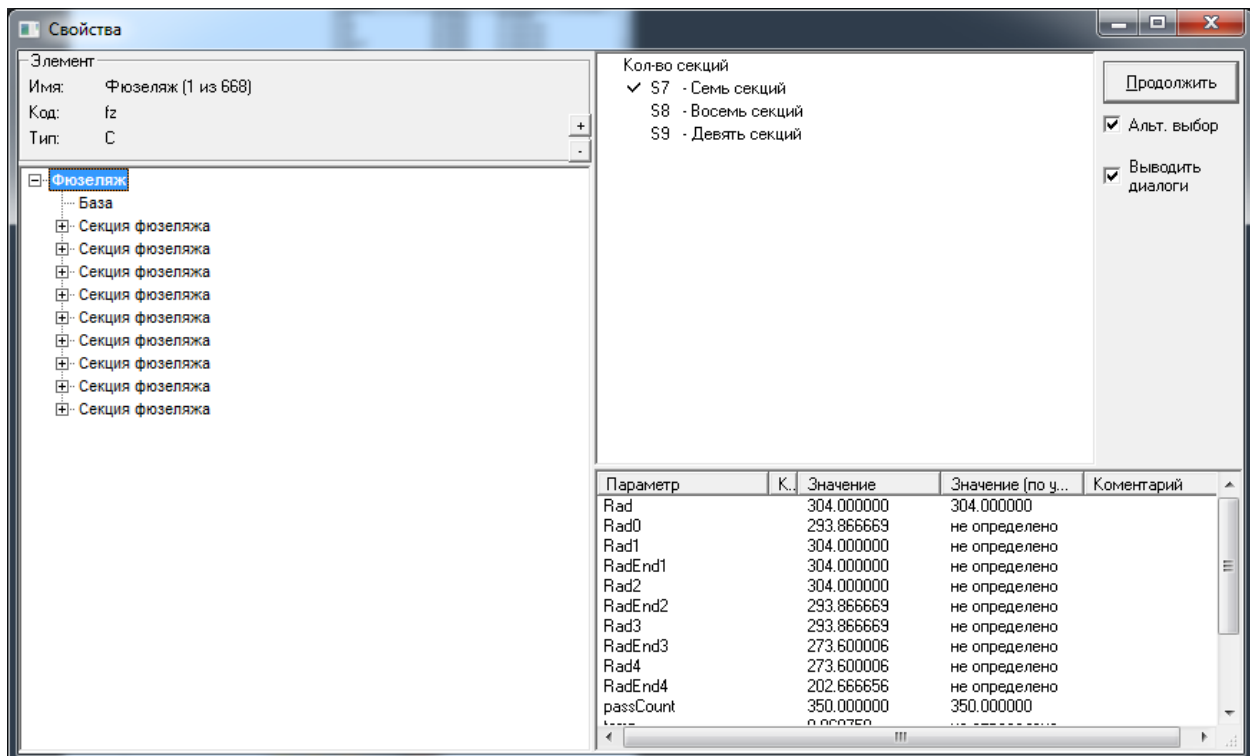 Свойства
Элемент
Имя: Фюзеляж (1 из 668)
Код: fz
Тип: C
+
-
Фюзеляж
База
Секция фюзеляжа
Секция фюзеляжа
Секция фюзеляжа
Секция фюзеляжа
Секция фюзеляжа
Секция фюзеляжа
Секция фюзеляжа
Секция фюзеляжа
Секция фюзеляжа
Кол-во секций
S7 - Семь секций
S8 - Восемь секций
S9 - Девять секций
Продолжить
Альт. выбор
Выводить
диалоги
Параметр К.. Значение Значение (по у... Коментарий
Rad 304.000000 304.000000
Rad0 293.866669 не определено
Rad1 304.000000 не определено
RadEnd1 304.000000 не определено
Rad2 304.000000 не определено
RadEnd2 293.866669 не определено
Rad3 293.866669 не определено
RadEnd3 273.600006 не определено
Rad4 273.600006 не определено
RadEnd4 202.666656 не определено
passCount 350.000000 350.000000